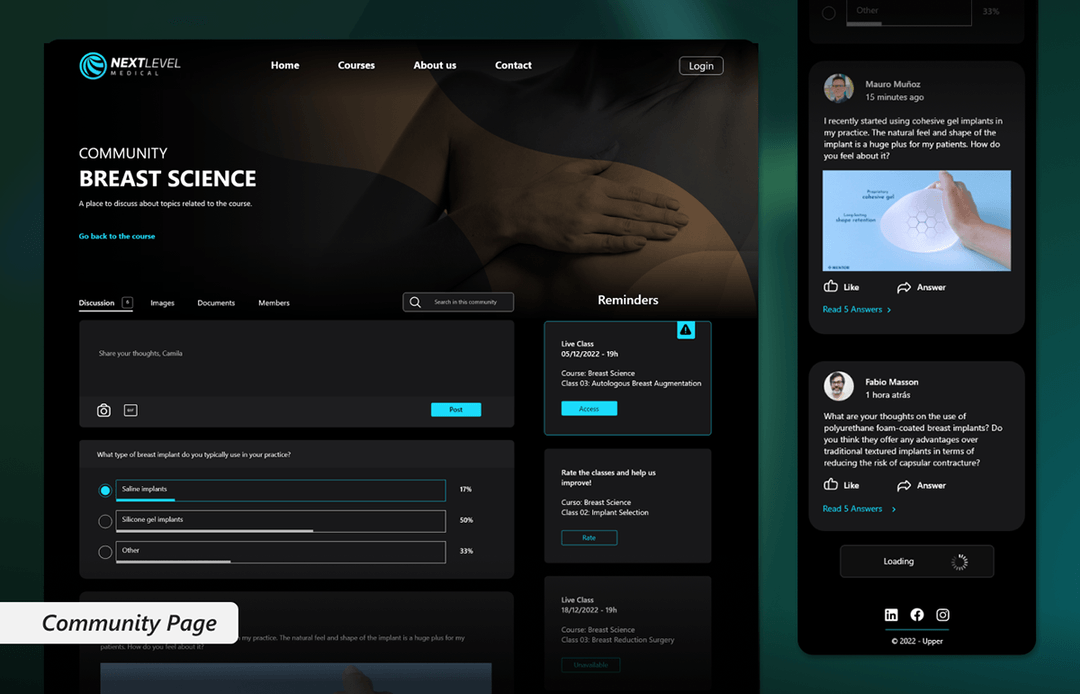 NEXTLEVEL
MEDICAL
Home
Courses
About us
Contact
Login
COMMUNITY
BREAST SCIENCE
A place to discuss about topics related to the course.
Go back to the course
Discussion
Images
Documents
Members
Search in this community
Share your thoughts, Camila
GIF
Post
What type of breast implant do you typically use in your practice?
Saline implants
17%
Silicone gel implants
50%
Other
33%
my practice. The natural feel and shape of the implant is a huge plus for my
patients. How do you feel about it?
Community Page
Reminders
Live Class
05/12/2022 - 19h
Course: Breast Science
Class 03: Autologous Breast Augmentation
Access
Rate the classes and help us
improve!
Curso: Breast Science
Class 02: Implant Selection
Rate
Live Class
18/12/2022 - 19h
Course: Breast Science
Class 03: Breast Reduction Surgery
Unavailable
Other
33%
Mauro Muñoz
15 minutes ago
I recently started using cohesive gel implants in
my practice. The natural feel and shape of the
implant is a huge plus for my patients. How do
you feel about it?
Proprietary
cohesive gel
Long-lasting
shape retention
Like
Answer
Read 5 Answers >
Fabio Masson
1 hora atrás
What are your thoughts on the use of
polyurethane foam-coated breast implants? Do
you think they offer any advantages over
traditional textured implants in terms of
reducing the risk of capsular contracture?
Like
Answer
Read 5 Answers >
Loading
© 2022 - Upper